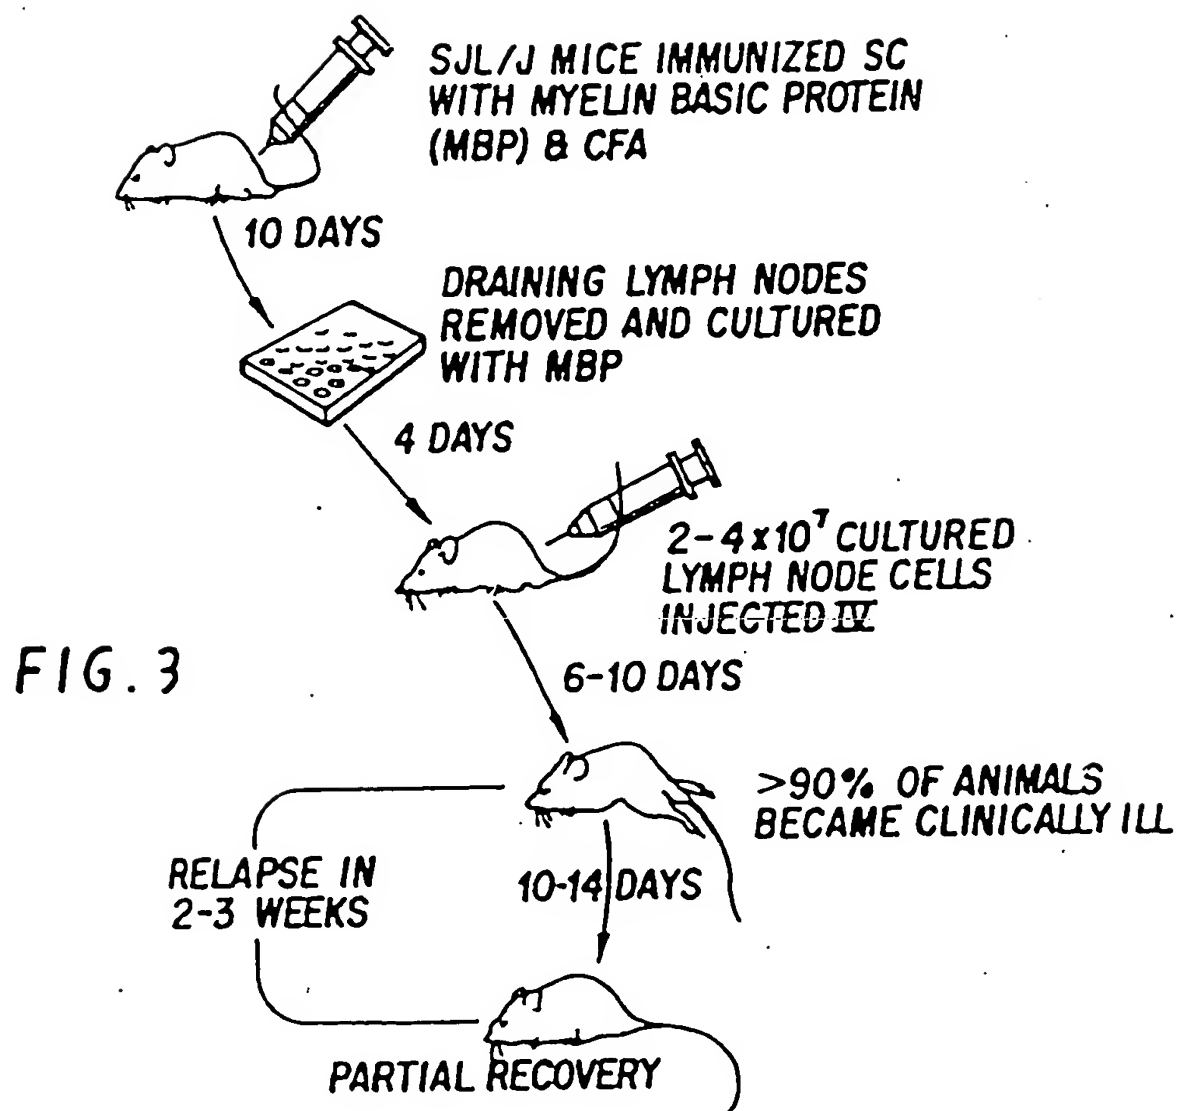 SJL/J MICE IMMUNIZED SC
WITH MYELIN BASIC PROTEIN
(MBP) & CFA
10 DAYS
DRAINING LYMPH NODES
REMOVED AND CULTURED
WITH MBP
4 DAYS
2-4x10⁷ CULTURED
LYMPH NODE CELLS
INJECTED IV
FIG. 3
6-10 DAYS
>90% OF ANIMALS
BECAME CLINICALLY ILL
RELAPSE IN
2-3 WEEKS
10-14 DAYS
PARTIAL RECOVERY